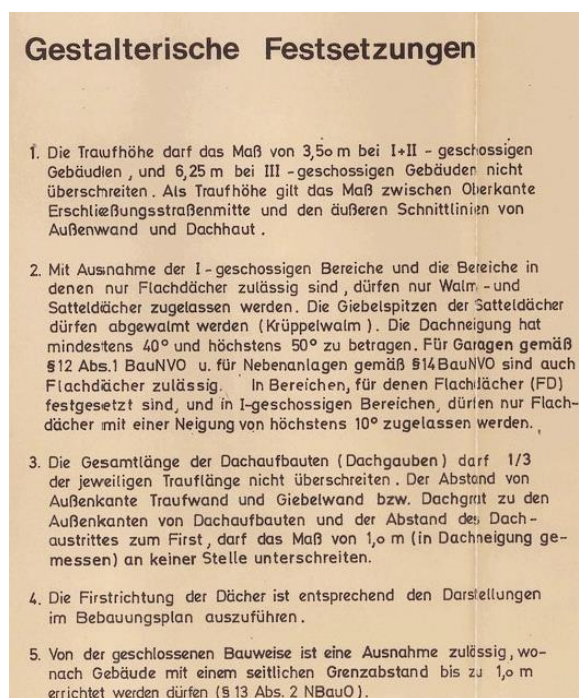 Gestalterische Festsetzungen
1. Die Traufhöhe darf das Maß von 3,5o m bei I+II - geschossigen
Gebäudlen , und 6,25 m bei III - geschossigen Gebäuden nicht
überschreiten. Als Traufhöhe gilt das Maß zwischen Oberkante
Erschließungsstraßenmitte und den äußeren Schnittlinien von
Außenwand und Dachhaut .
2. Mit Ausnahme der I - geschossigen Bereiche und die Bereiche in
denen nur Flachdächer zulässig sind , dürfen nur Walm - und
Satteldächer zugelassen werden. Die Giebelspitzen der Satteldächer
dürfen abgewalmt werden (Krüppelwalm ). Die Dachneigung hat
mindestens 40° und höchstens 50° zu betragen. Für Garagen gemäß
§12 Abs.1 BauNVO u. für Nebenanlagen gemäß §14 BauNVO sind auch
Flachdächer zulässig. In Bereichen, für denen Flachdächer (FD)
festgesetzt sind, und in I-geschossigen Bereichen, dürfen nur Flach-
dächer mit einer Neigung von höchstens 10° zugelassen werden.
3. Die Gesamtlänge der Dachaufbauten (Dachgauben) darf 1/3
der jeweiligen Trauflänge nicht überschreiten . Der Abstand von
Außenkante Traufwand und Giebelwand bzw. Dachgrat zu den
Außenkanten von Dachaufbauten und der Abstand des Dach-
austrittes zum First , darf das Maß von 1,o m (in Dachneigung ge-
messen) an keiner Stelle unterschreiten.
4. Die Firstrichtung der Dächer ist entsprechend den Darstellungen
im Bebauungsplan auszuführen .
5. Von der geschlossenen Bauweise ist eine Ausnahme zulässig, wo-
nach Gebäude mit einem seitlichen Grenzabstand bis zu 1,o m
errichtet werden dürfen (§ 13 Abs. 2 NBauO ).